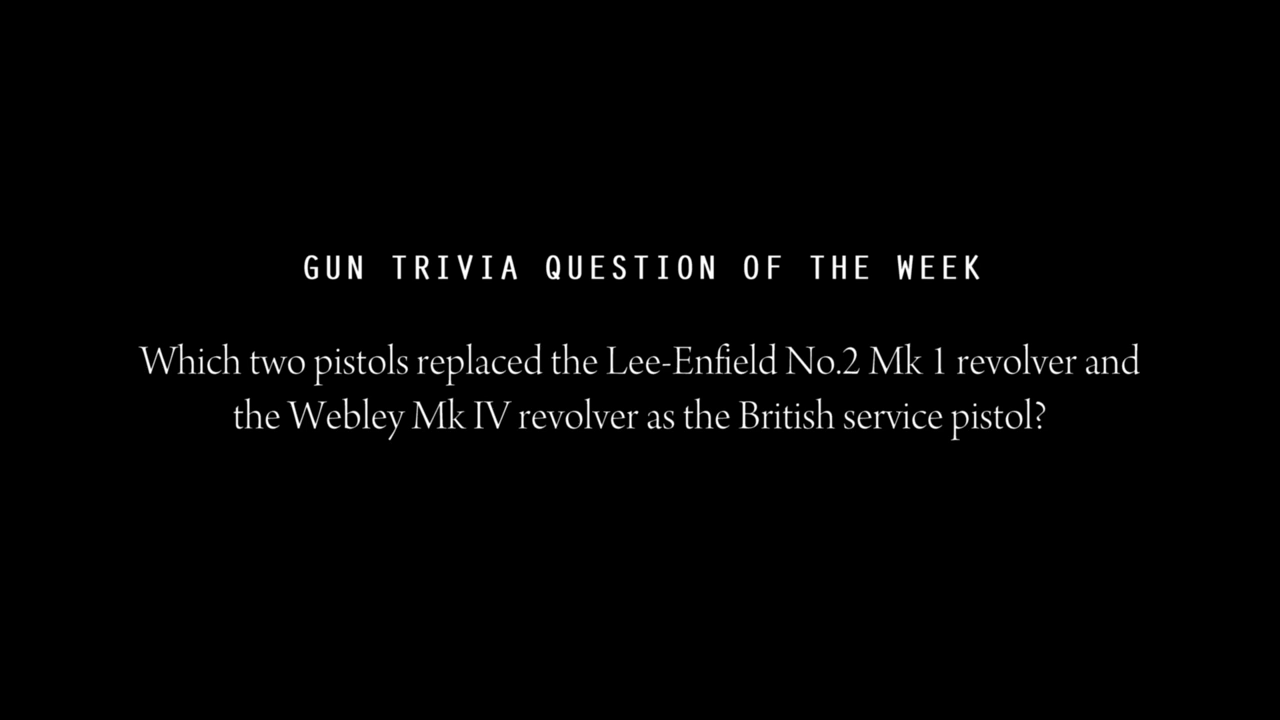 GUN TRIVIA QUESTION OF THE WEEK
Which two pistols replaced the Lee-Enfield No.2 Mk 1 revolver and
the Webley Mk IV revolver as the British service pistol?